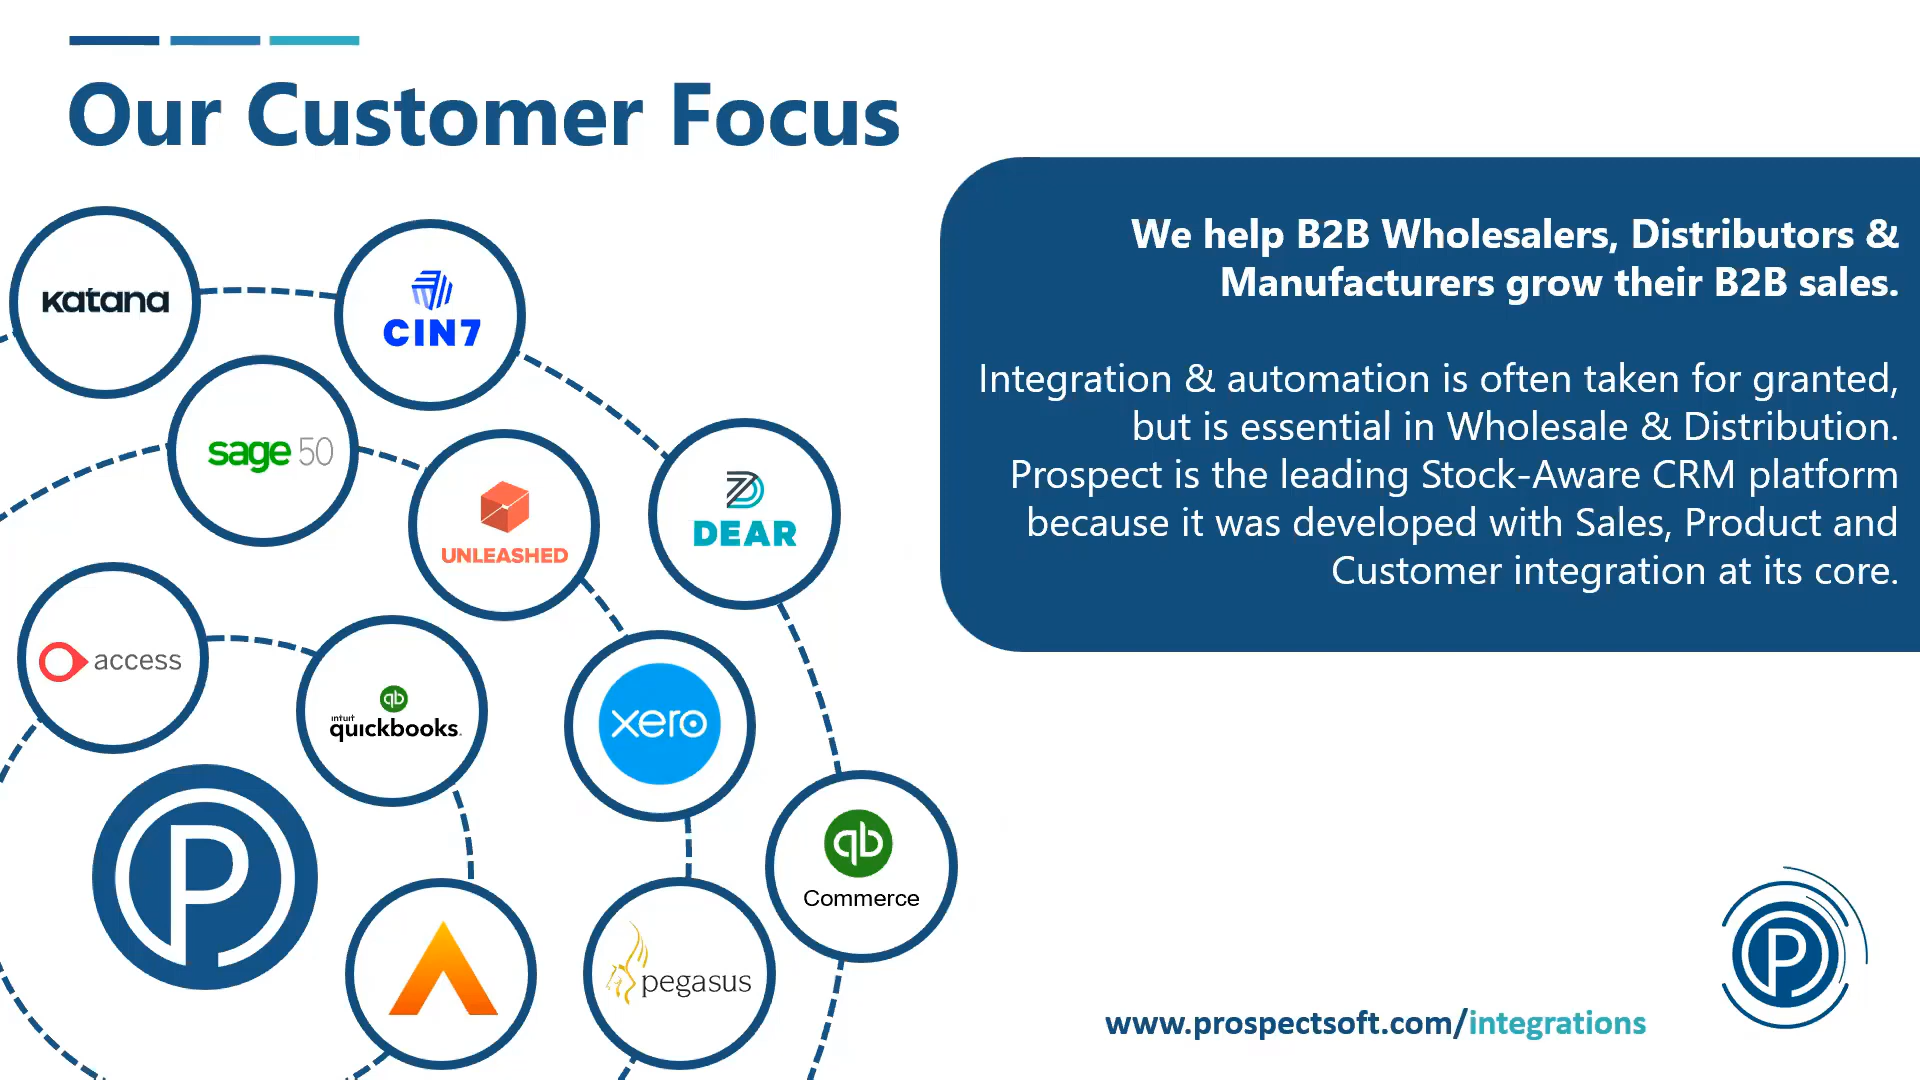 Our Customer Focus
We help B2B Wholesalers, Distributors &
Manufacturers grow their B2B sales.
Integration & automation is often taken for granted,
but is essential in Wholesale & Distribution.
Prospect is the leading Stock-Aware CRM platform
because it was developed with Sales, Product and
Customer integration at its core.
katana
CIN7
sage 50
UNLEASHED
DEAR
access
intuit
qb
quickbooks.
xero
qb
Commerce
P
pegasus
P
www.prospectsoft.com/integrations